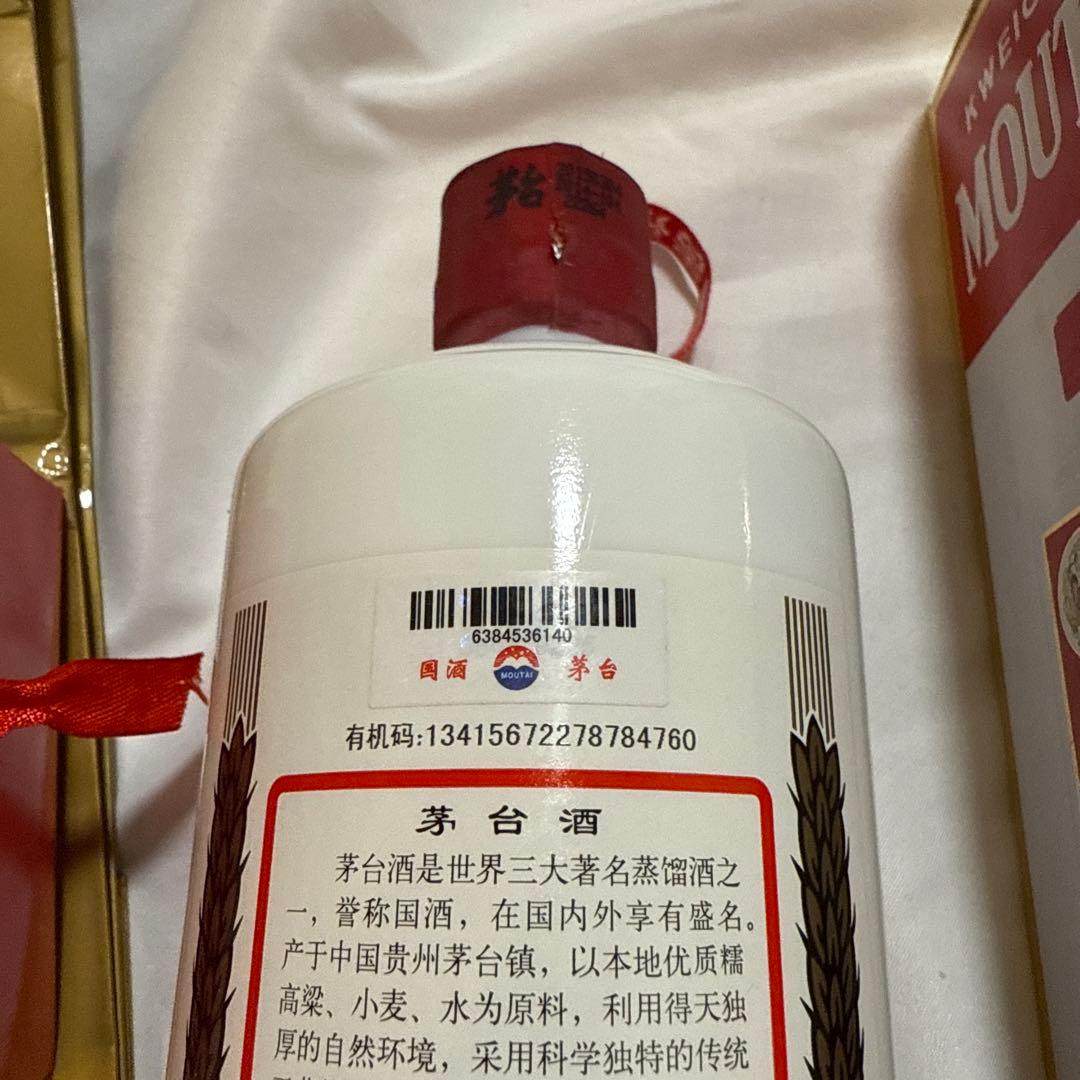 茅台
KWEIC
MOUT
6384536140
国酒 MOUTAI 茅台
有机码:13415672278784760
茅台酒
茅台酒是世界三大著名蒸馏酒之
一，誉称国酒，在国内外享有盛名。
产于中国贵州茅台镇，以本地优质糯
高粱、小麦、水为原料，利用得天独
厚的自然环境，采用科学独特的传统